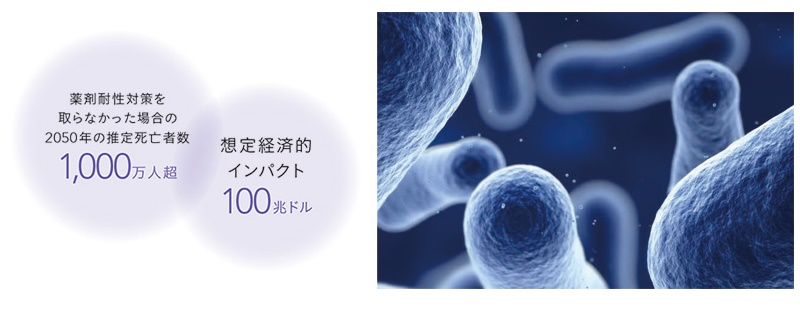 薬剤耐性対策を
取らなかった場合の
2050年の推定死亡者数
1,000万人超
想定経済的
インパクト
100兆ドル